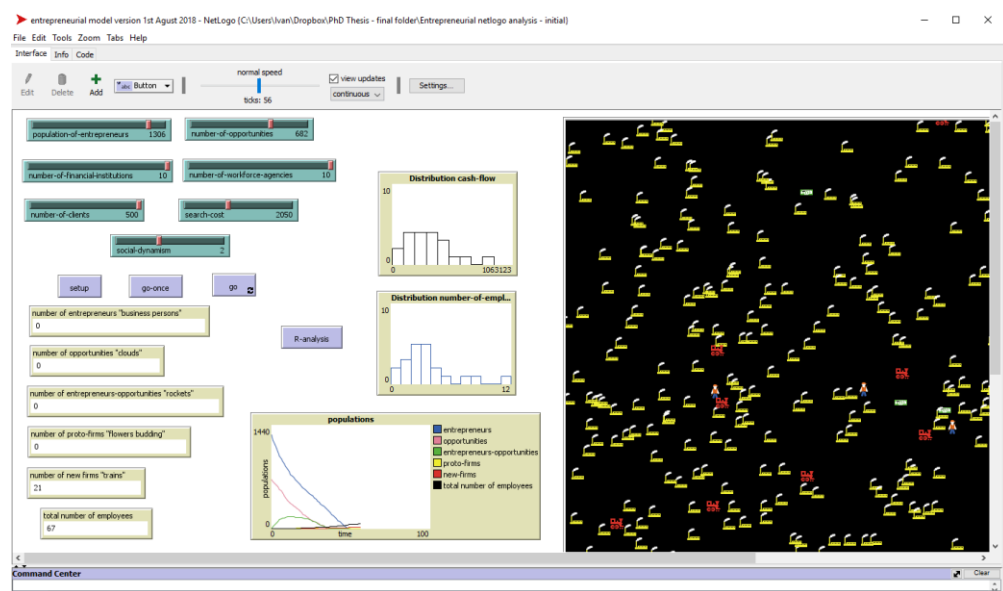 entrepreneurial model version 1st Agust 2018 - NetLogo {C:\Users\Ivan\Dropbox\PhD Thesis - final folder\Entrepreneurial netlogo analysis - initial}
File Edit Tools Zoom Tabs Help
Interface Info Code
Edit Delete Add abc Button normal speed ticks: 56 view updates continuous Settings...
population-of-entrepreneurs 1306
number-of-opportunities 682
number-of-financial-institutions 10
number-of-workforce-agencies 10
number-of-clients 500
search-cost 2050
social-dynamism 2
setup go-once go
number of entrepreneurs "business persons"
0
number of opportunities "clouds"
0
number of entrepreneurs-opportunities "rockets"
0
number of proto-firms "flowers budding"
0
number of new firms "trains"
21
total number of employees
67
R-analysis
Distribution cash-flow
10
0
0 1063123
Distribution number-of-empl...
10
0
0 12
populations
1440
populations
0
0 time 100
entrepreneurs
opportunities
entrepreneurs-opportunities
proto-firms
new-firms
total number of employees
Command Center
Clear